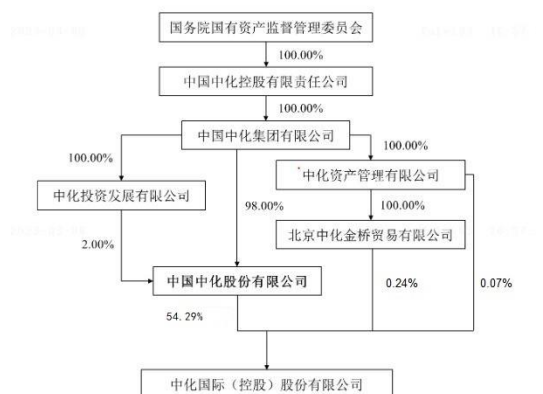 国务院国有资产监督管理委员会
100.00%
中国中化控股有限责任公司
100.00%
中国中化集团有限公司
100.00%
100.00%
中化资产管理有限公司
中化投资发展有限公司
98.00%
100.00%
北京中化金桥贸易有限公司
2.00%
中国中化股份有限公司
0.24%
0.07%
54.29%
中化国际（控股）股份有限公司